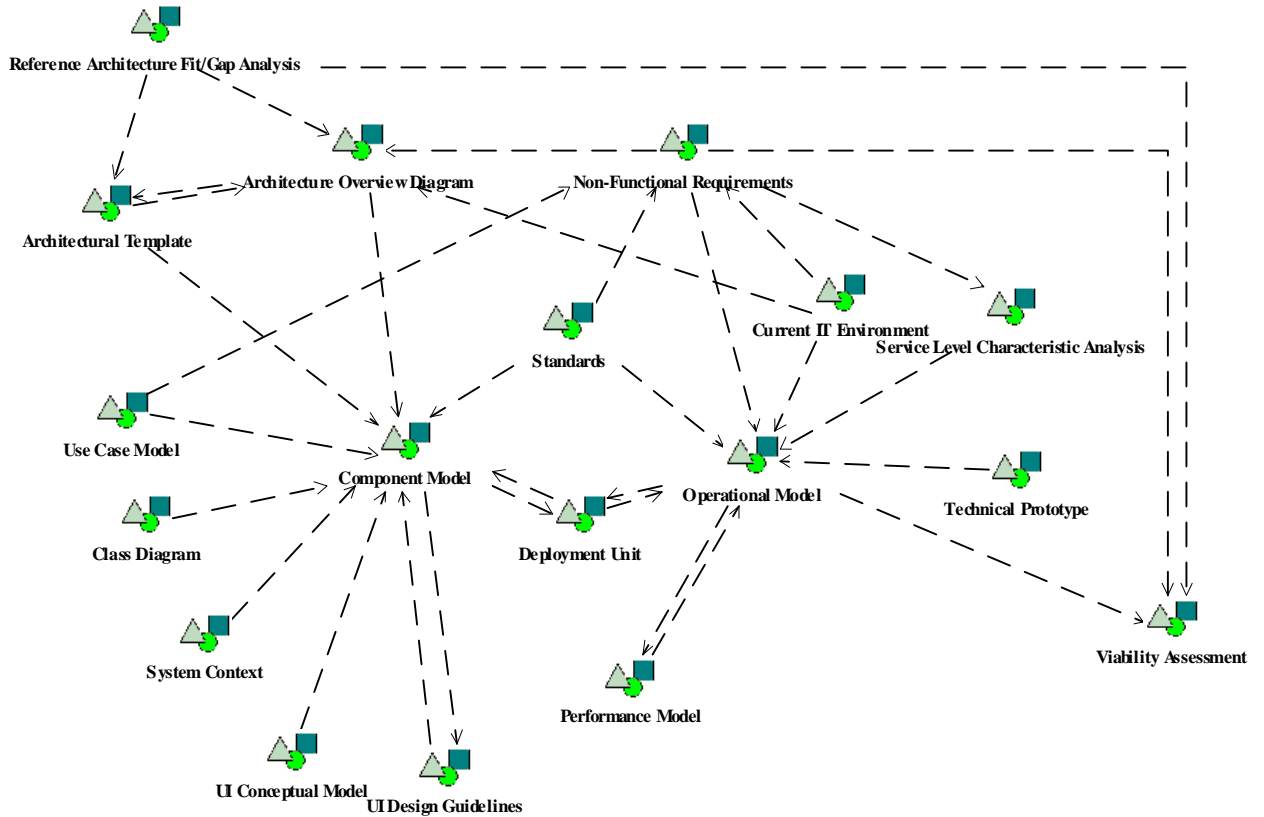 Reference Architecture Fit/Gap Analysis
Architecture Overview Diagram
Non-Functional Requirements
Architectural Template
Current IT Environment
Service Level Characteristic Analysis
Standards
Use Case Model
Component Model
Operational Model
Technical Prototype
Class Diagram
Deployment Unit
System Context
Viability Assessment
Performance Model
UI Conceptual Model
UI Design Guidelines